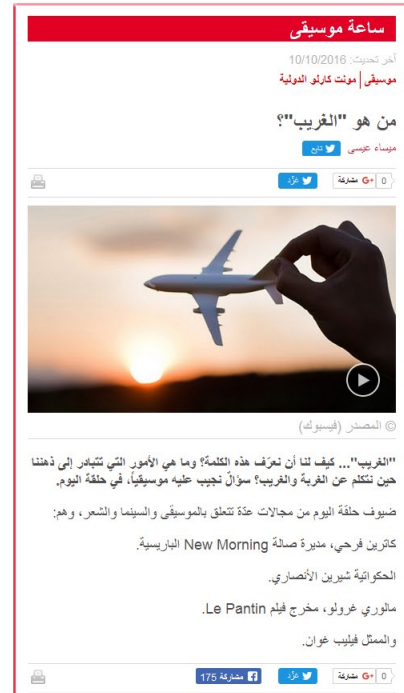 ساعة موسيقى
آخر تحديث: 10/10/2016
موسيقى | مونت كارلو الدولية
من هو "الغريب"؟
ميساء عيسى تابع
0 G+ مشاركة غرّد
© المصدر (فيسبوك)
"الغريب"... كيف لنا أن نعرّف هذه الكلمة؟ وما هي الأمور التي تتبادر إلى ذهننا
حين نتكلم عن الغربة والغريب؟ سؤالٌ نجيب عليه موسيقياً، في حلقة اليوم.
ضيوف حلقة اليوم من مجالات عدّة تتعلق بالموسيقى والسينما والشعر، وهم:
كاترين فرحي، مديرة صالة New Morning الباريسية.
الحكواتية شيرين الأنصاري.
مالوري غرولو، مخرج فيلم Le Pantin.
والممثل فيليب غوان.
0 G+ مشاركة غرّد مشاركة 175